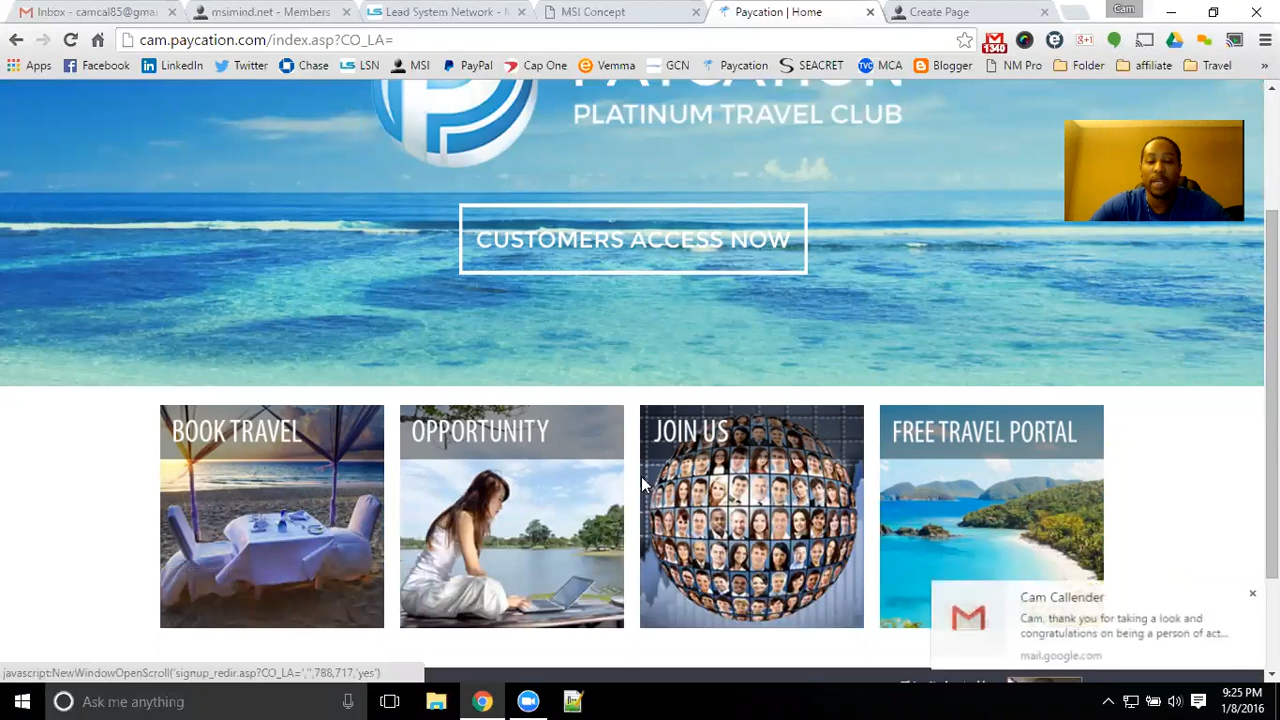 Inbox - camcal85@gma
msimind.net - Members
Lead System Network - M
MSI Concept
Paycation | Home
Create Page
Cam
cam.paycation.com/index.asp?CO_LA=
1340
Apps
Facebook
LinkedIn
Twitter
Chase
LSN
MSI
PayPal
Cap One
Vemma
GCN
Paycation
SEACRET
MCA
Blogger
NM Pro
Folder
affiliate
Travel
»
PAYCATION
PLATINUM TRAVEL CLUB
CUSTOMERS ACCESS NOW
BOOK TRAVEL
OPPORTUNITY
JOIN US
FREE TRAVEL PORTAL
Cam Callender
Cam, thank you for taking a look and
congratulations on being a person of act...
mail.google.com
javascript:NewWindowOpenScroll('signup_redir.asp?CO_LA=','',788,717,'yes')
Ask me anything
9:25 PM
1/8/2016